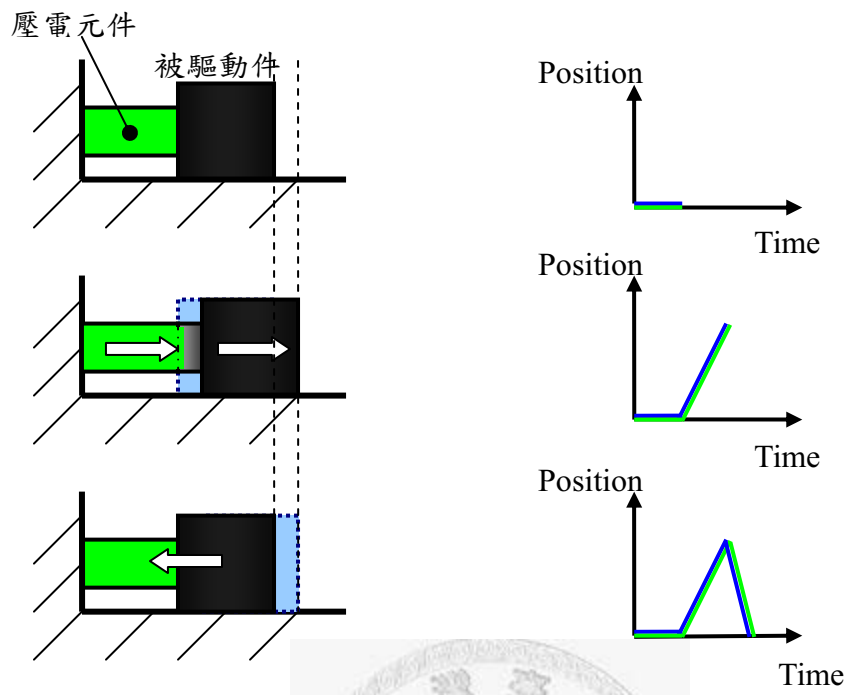 壓電元件
被驅動件
Position
Time
Position
Time
Position
Time